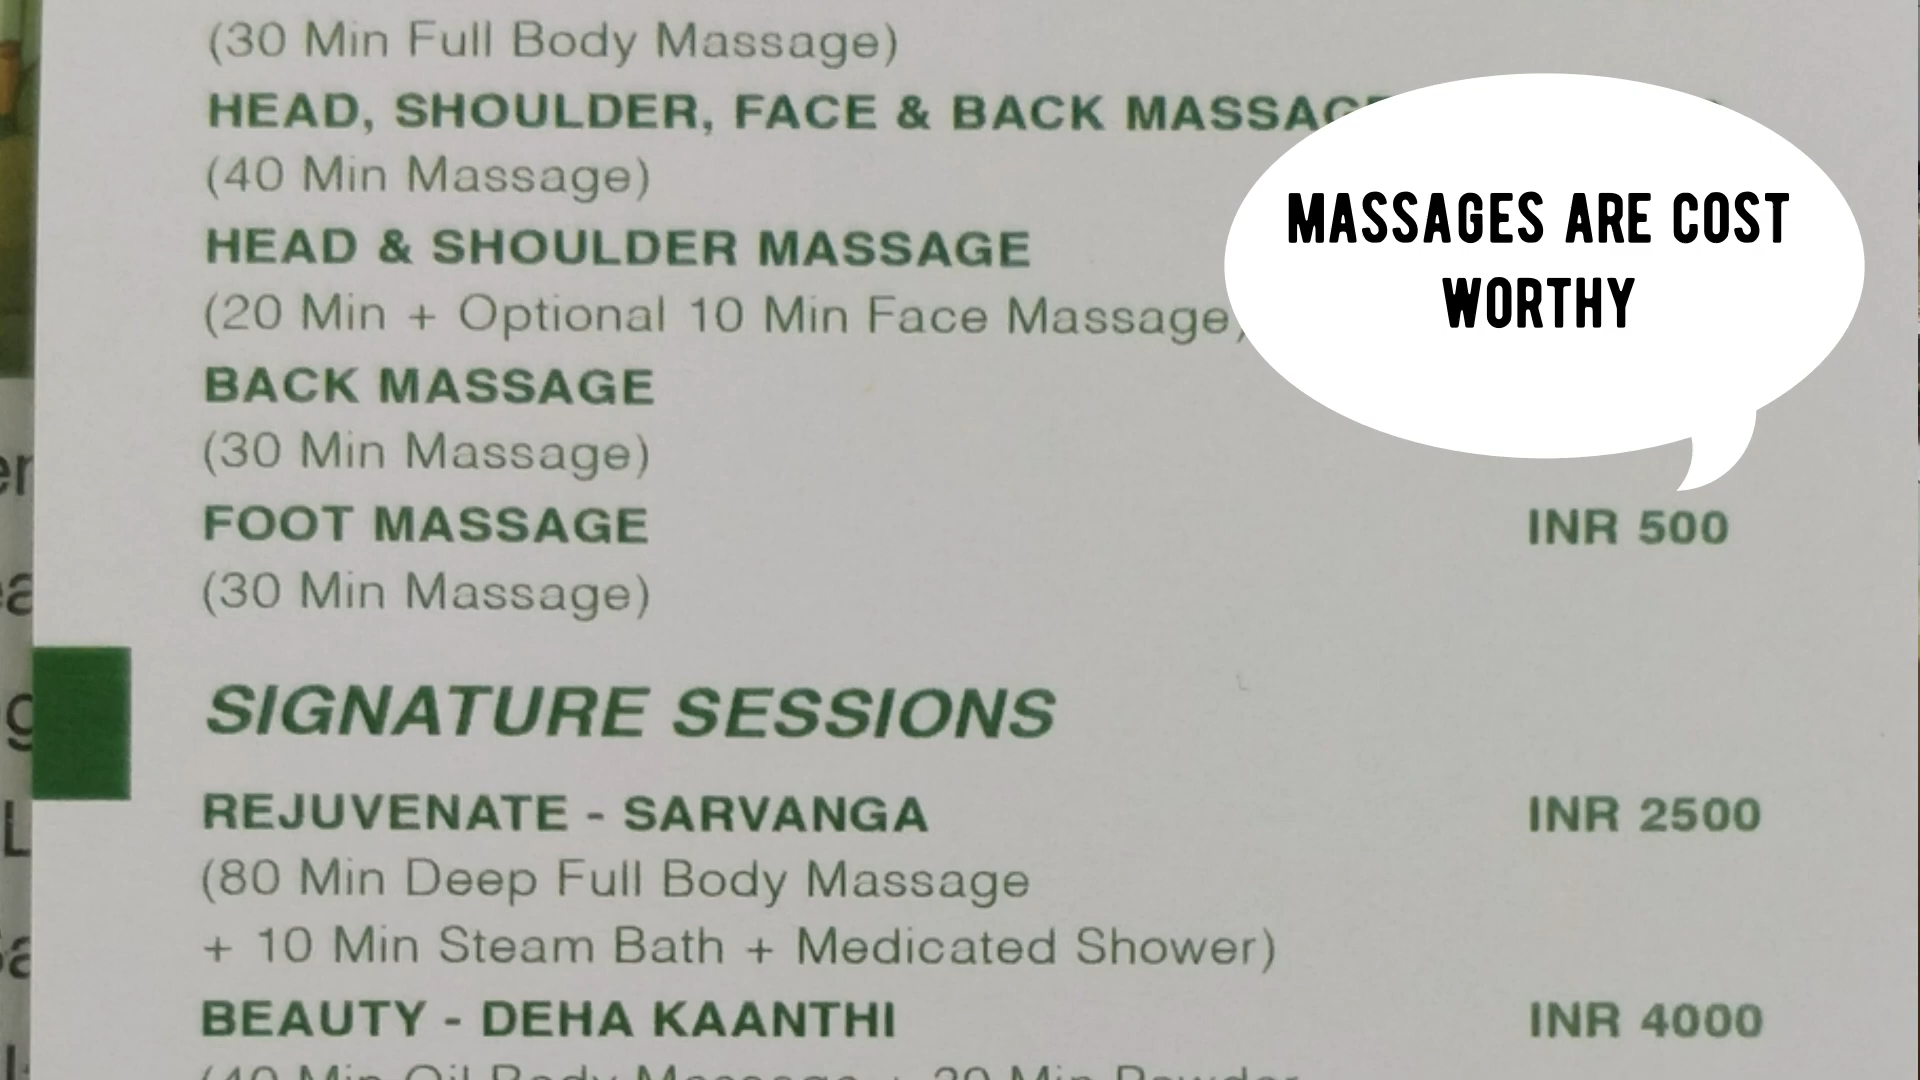 (30 Min Full Body Massage)
HEAD, SHOULDER, FACE & BACK
(40 Min Massage)
HEAD & SHOULDER MASSAGE
(20 Min + Optional 10 Min Face Massage)
MASSAGES ARE COST
WORTHY
BACK MASSAGE
(30 Min Massage)
FOOT MASSAGE INR 500
(30 Min Massage)
SIGNATURE SESSIONS
REJUVENATE - SARVANGA INR 2500
(80 Min Deep Full Body Massage
+ 10 Min Steam Bath + Medicated Shower)
BEAUTY - DEHA KAANTHI INR 4000